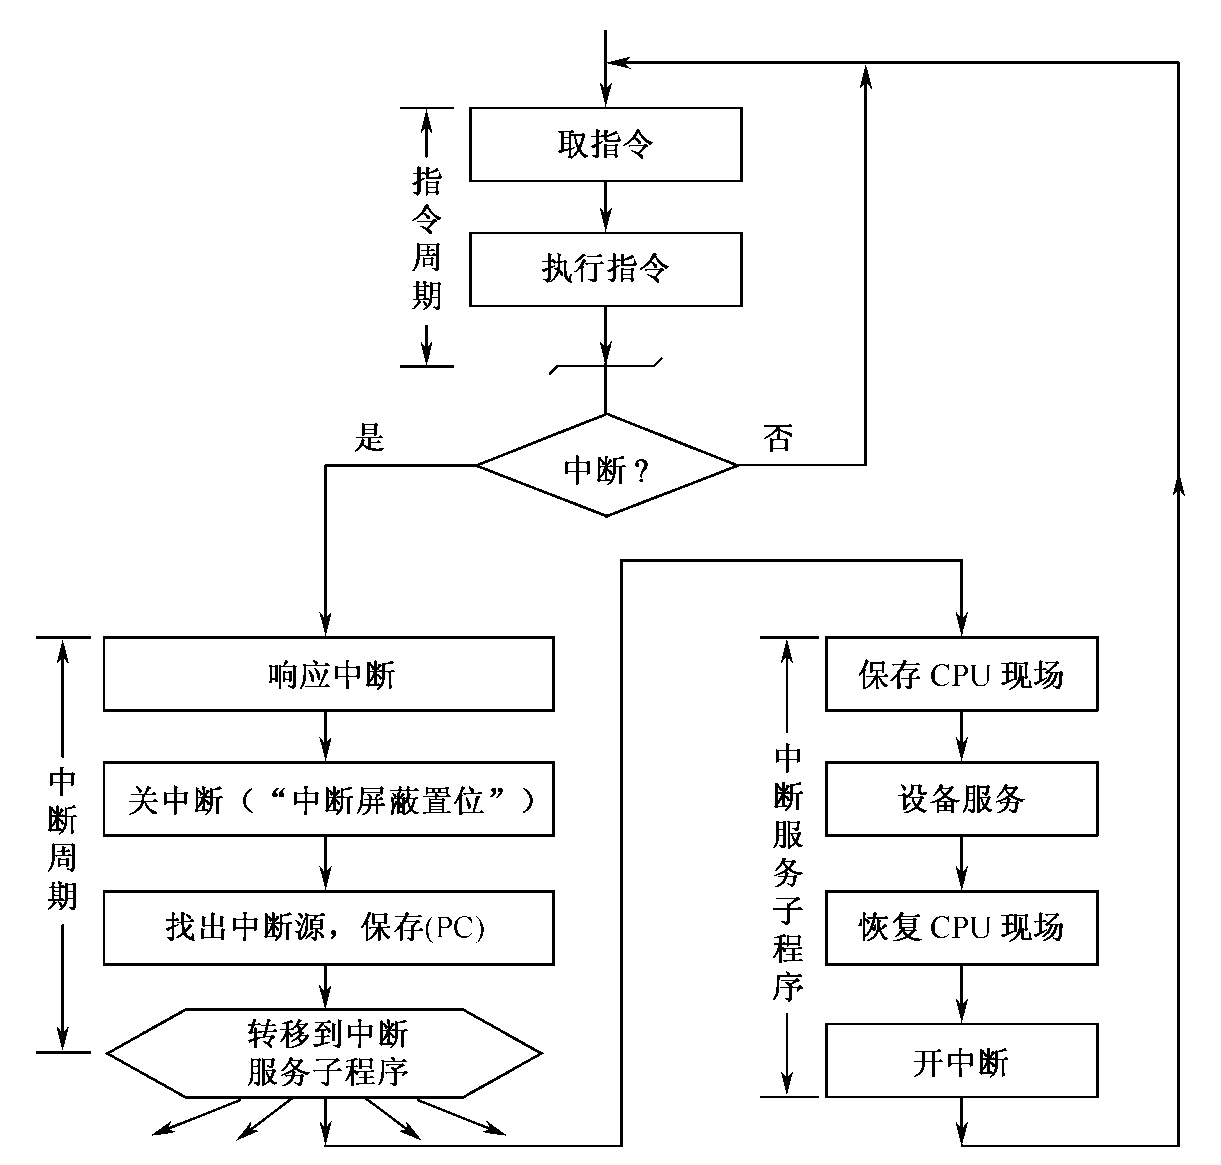 取指令
指令周期
执行指令
是
中断？
否
响应中断
关中断（“中断屏蔽置位”）
找出中断源，保存(PC)
转移到中断
服务子程序
中断周期
保存 CPU 现场
设备服务
恢复 CPU 现场
开中断
中断服务子程序